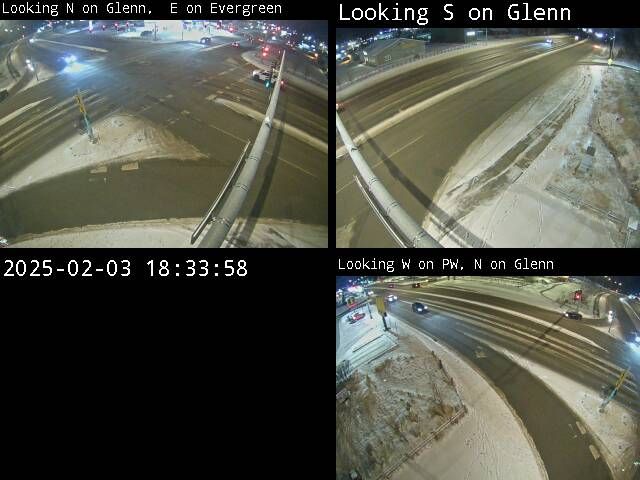 Looking N on Glenn,  E on Evergreen
Looking S on Glenn
2025-02-03 18:33:58
Looking W on PW, N on Glenn